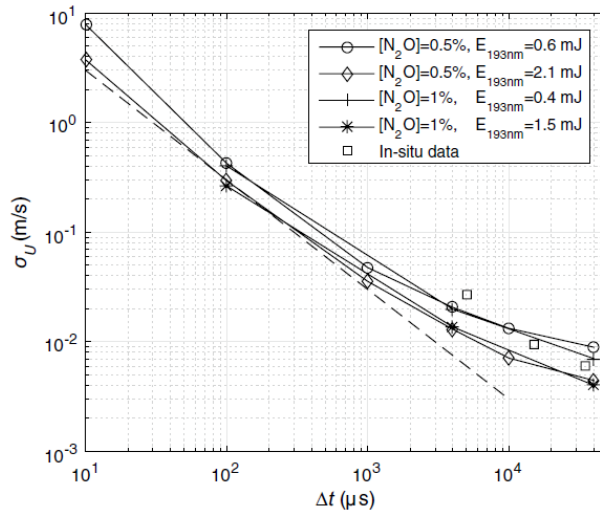 10^1
10^0
10^-1
10^-2
10^-3
σ_U (m/s)
[N_2O]=0.5%, E_193nm=0.6 mJ
[N_2O]=0.5%, E_193nm=2.1 mJ
[N_2O]=1%, E_193nm=0.4 mJ
[N_2O]=1%, E_193nm=1.5 mJ
In-situ data
10^1 10^2 10^3 10^4
Δt (μs)